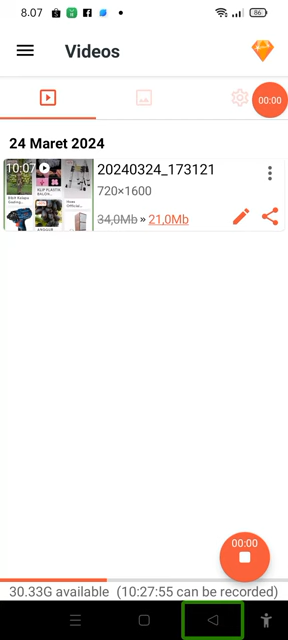 8.07
86
Videos
00:00
24 Maret 2024
10:07
20240324_173121
720×1600
34,0Mb » 21,0Mb
00:00
30.33G available (10:27:55 can be recorded)